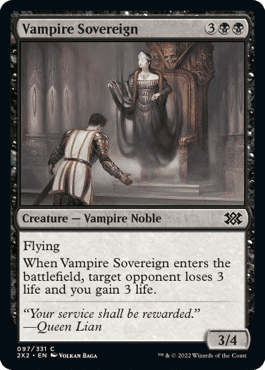 Vampire Sovereign 3
Creature — Vampire Noble
Flying
When Vampire Sovereign enters the
battlefield, target opponent loses 3
life and you gain 3 life.
“Your service shall be rewarded.”
—Queen Lian
097/331 C
2X2 • EN VOLKAN BAGA
™ & © 2022 Wizards of the Coast
3/4